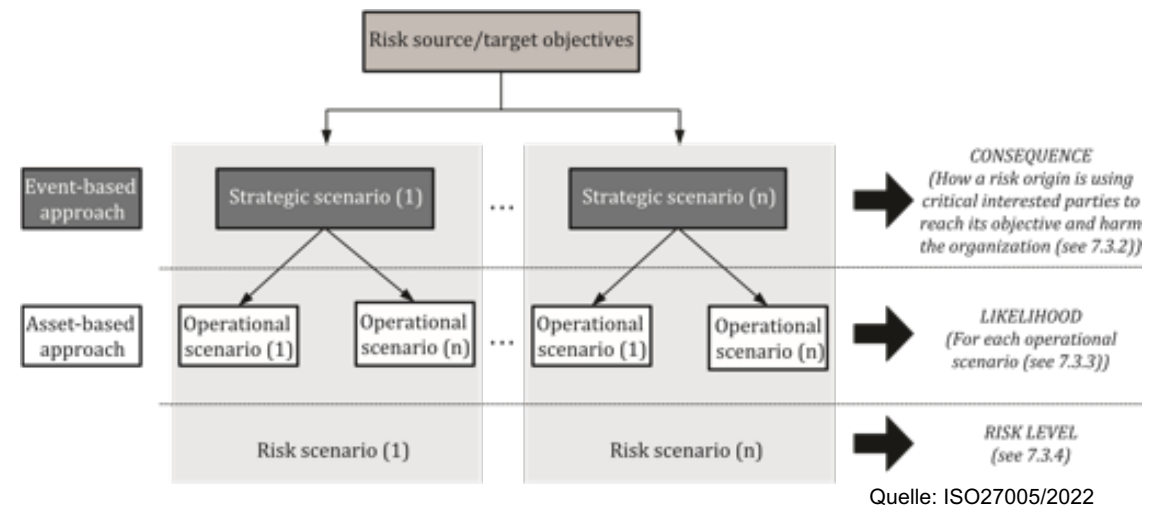 Risk source/target objectives
Event-based
approach
Strategic scenario (1)
...
Strategic scenario (n)
CONSEQUENCE
(How a risk origin is using
critical interested parties to
reach its objective and harm
the organization (see 7.3.2))
Asset-based
approach
Operational
scenario (1)
Operational
scenario (n)
...
Operational
scenario (1)
Operational
scenario (n)
LIKELIHOOD
(For each operational
scenario (see 7.3.3))
Risk scenario (1)
Risk scenario (n)
RISK LEVEL
(see 7.3.4)
Quelle: ISO27005/2022